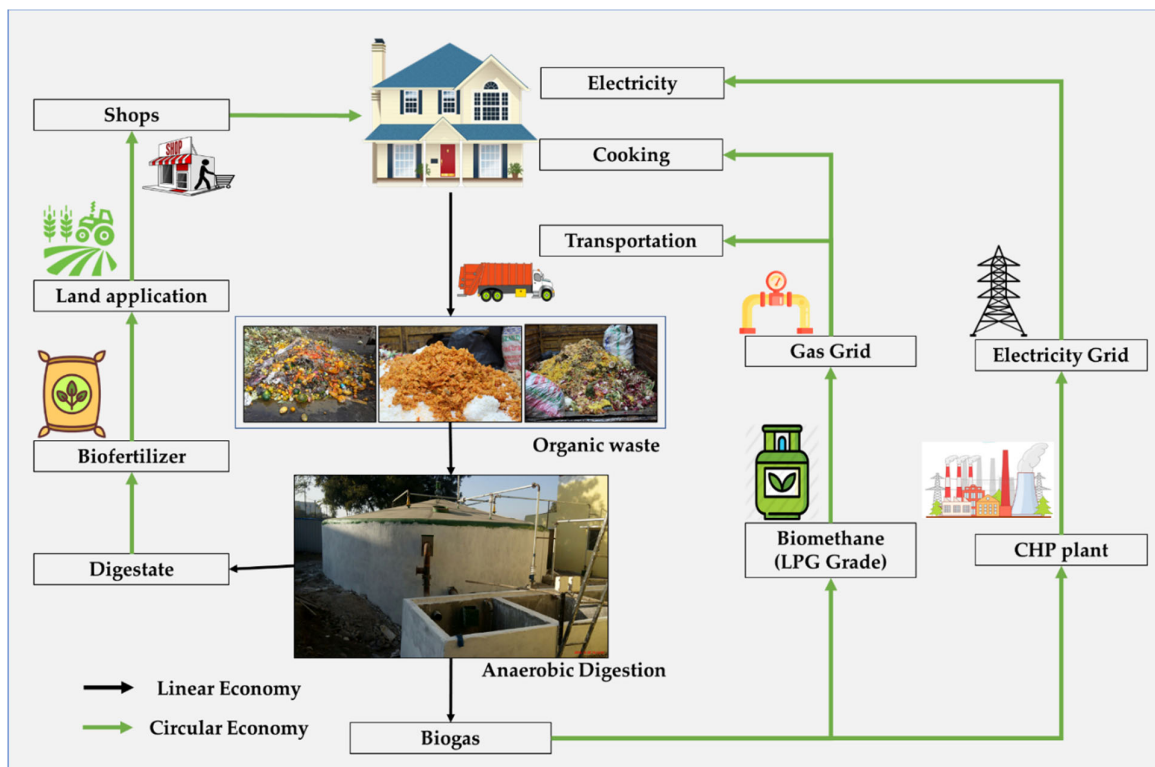 Electricity
Shops
Cooking
SHOP
Transportation
Land application
Gas Grid
Electricity Grid
Organic waste
Biofertilizer
Biomethane
(LPG Grade)
CHP plant
Digestate
Anaerobic Digestion
Linear Economy
Circular Economy
Biogas